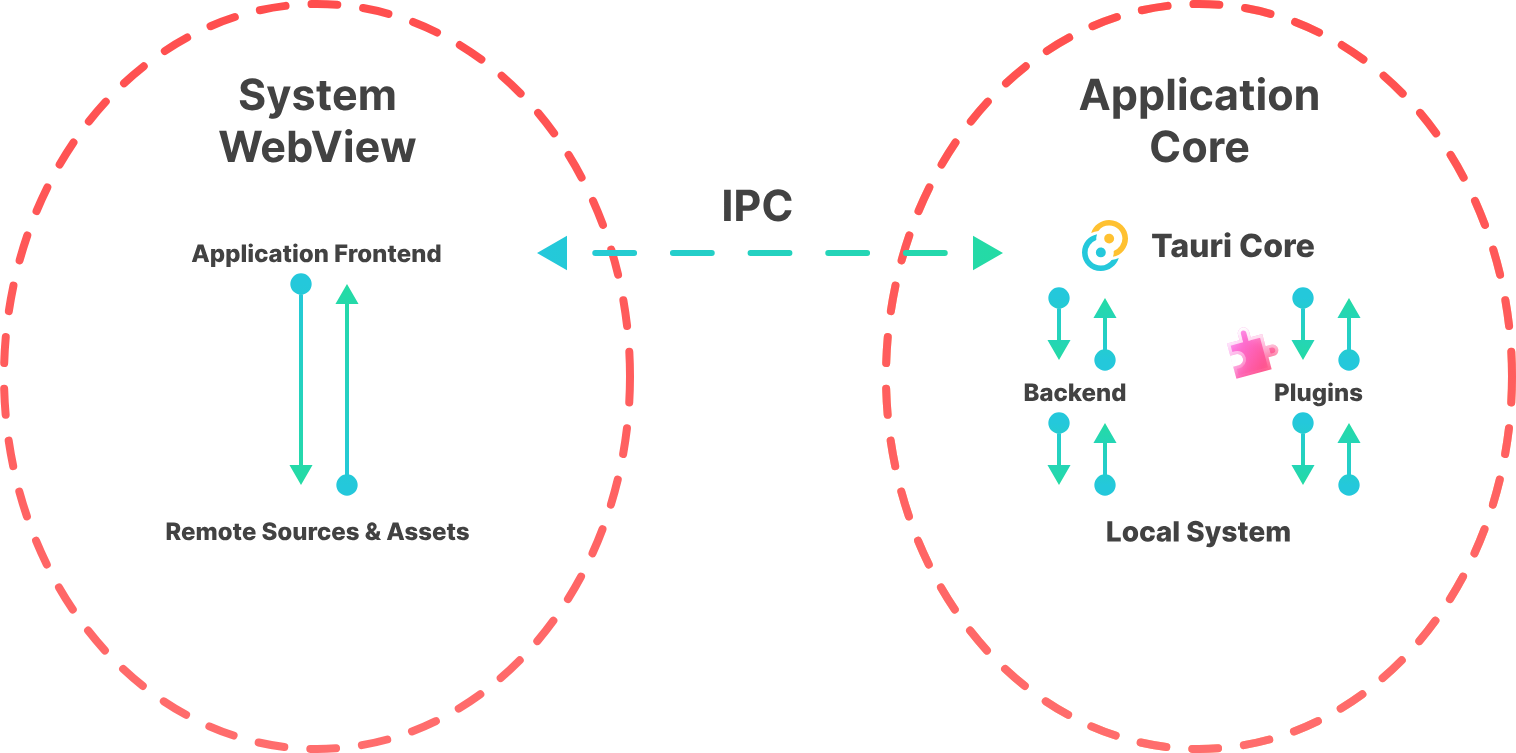 System
WebView
Application Frontend
Remote Sources & Assets
IPC
Application
Core
Tauri Core
Backend
Plugins
Local System